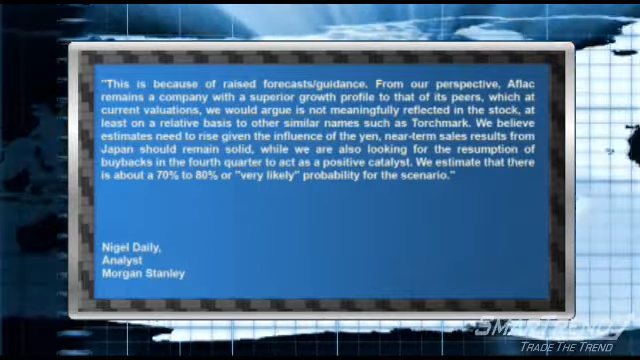 "This is because of raised forecasts/guidance. From our perspective, Aflac
remains a company with a superior growth profile to that of its peers, which at
current valuations, we would argue is not meaningfully reflected in the stock, at
least on a relative basis to other similar names such as Torchmark. We believe
estimates need to rise given the influence of the yen, near-term sales results from
Japan should remain solid, while we are also looking for the resumption of
buybacks in the fourth quarter to act as a positive catalyst. We estimate that there
is about a 70% to 80% or "very likely" probability for the scenario."
Nigel Daily,
Analyst
Morgan Stanley
SmarTrend
Trade The Trend